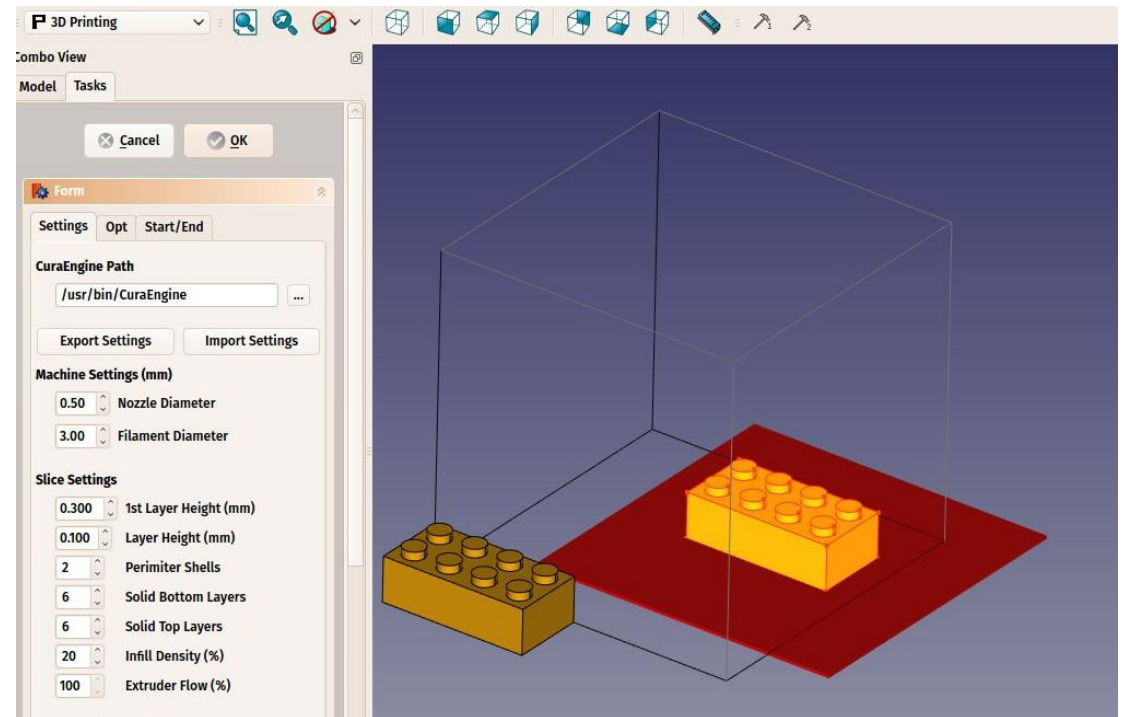 3D Printing
Combo View
Model Tasks
Cancel OK
Form
Settings Opt Start/End
CuraEngine Path
/usr/bin/CuraEngine ...
Export Settings Import Settings
Machine Settings (mm)
0.50 Nozzle Diameter
3.00 Filament Diameter
Slice Settings
0.300 1st Layer Height (mm)
0.100 Layer Height (mm)
2 Perimiter Shells
6 Solid Bottom Layers
6 Solid Top Layers
20 Infill Density (%)
100 Extruder Flow (%)